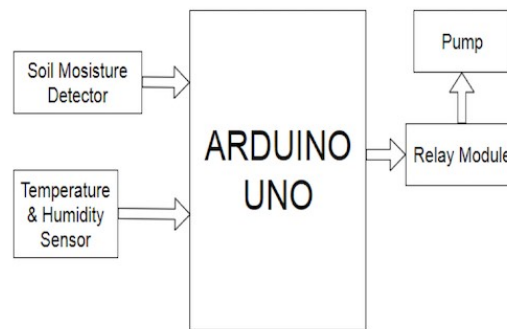 Soil Mosisture
Detector
Temperature
& Humidity
Sensor
ARDUINO
UNO
Pump
Relay Module